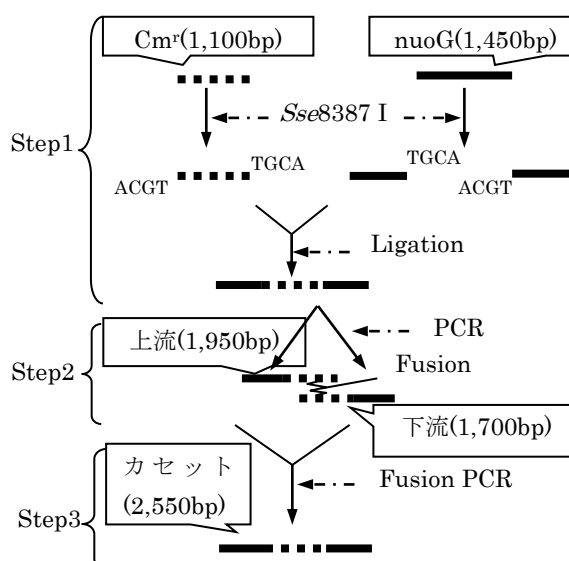 Cmʳ(1,100bp)
nuoG(1,450bp)
Step1
Sse8387 I
TGCA
ACGT
TGCA
ACGT
Ligation
Step2
上流(1,950bp)
PCR
Fusion
下流(1,700bp)
Step3
カセット
(2,550bp)
Fusion PCR